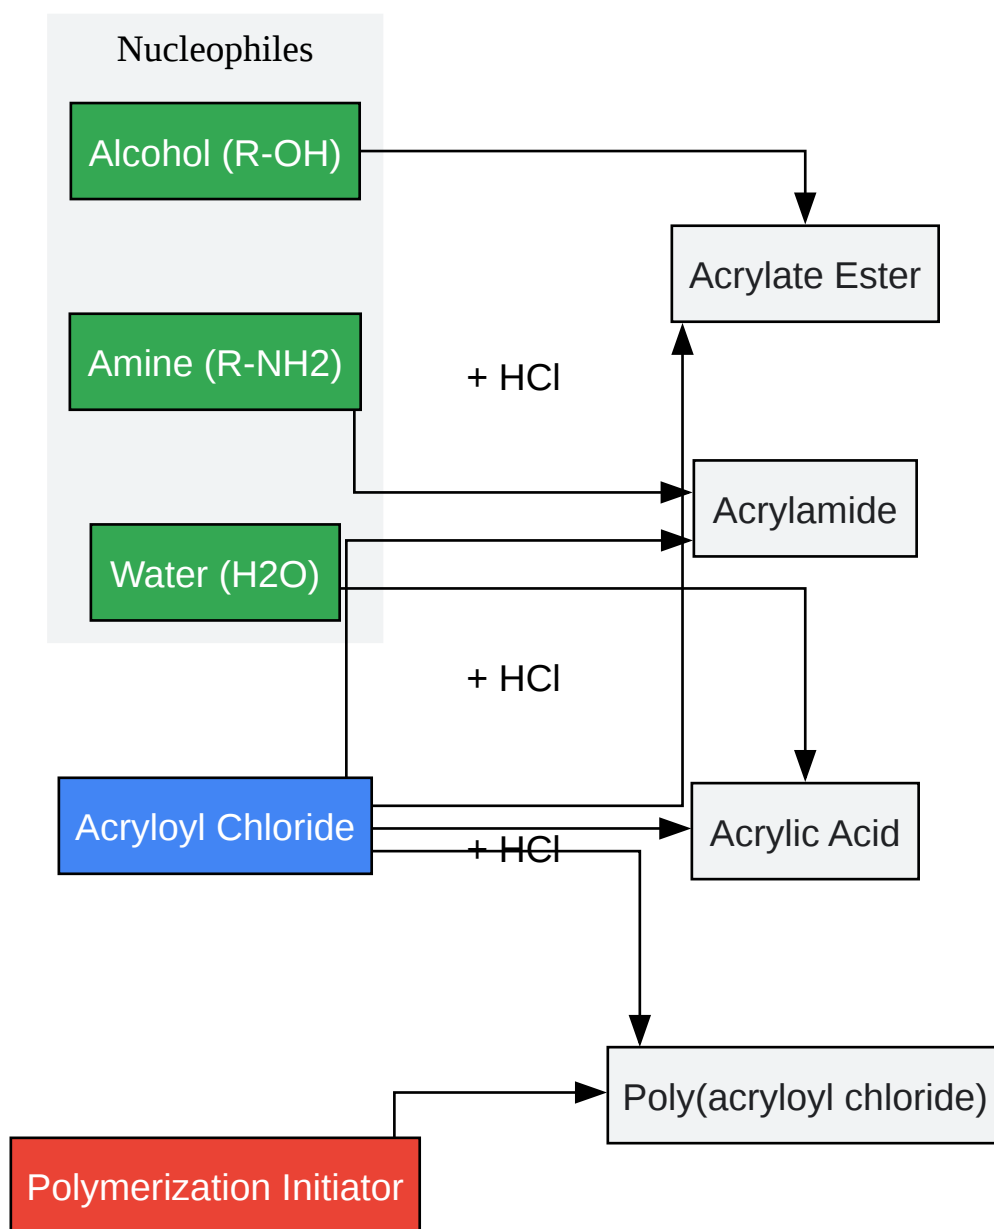 Nucleophiles
Alcohol (R-OH)
Acrylate Ester
Amine (R-NH2)
+ HCl
Acrylamide
Water (H2O)
+ HCl
Acryloyl Chloride
Acrylic Acid
+ HCl
Poly(acryloyl chloride)
Polymerization Initiator